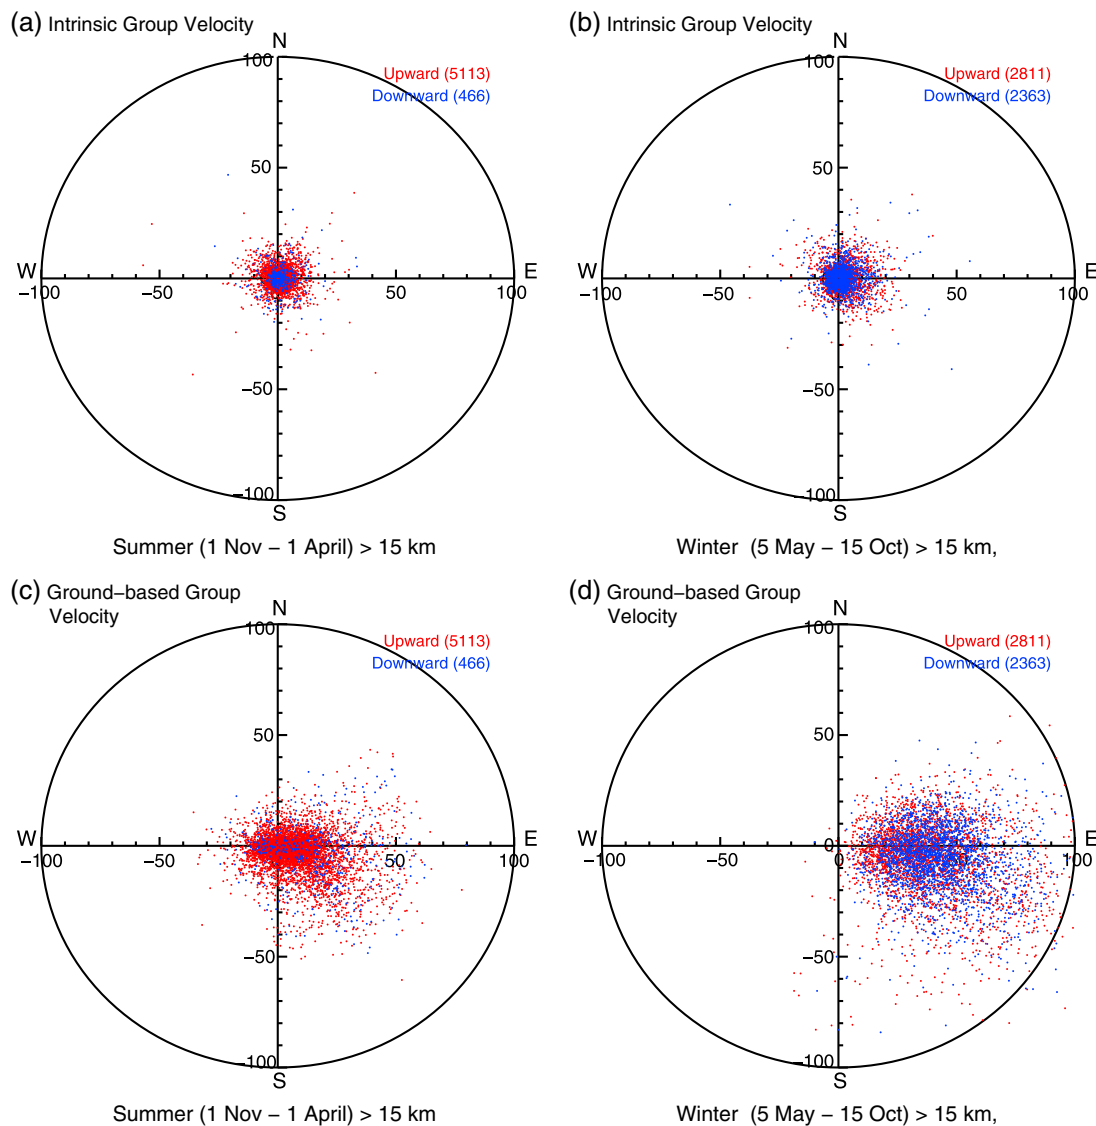 (a) Intrinsic Group Velocity
N
100
Upward (5113)
Downward (466)
50
W
E
−100
−50
50
100
−50
−100
S
Summer (1 Nov − 1 April) > 15 km
(b) Intrinsic Group Velocity
N
100
Upward (2811)
Downward (2363)
50
W
E
−100
−50
50
100
−50
−100
S
Winter (5 May − 15 Oct) > 15 km,
(c) Ground−based Group
Velocity
N
100
Upward (5113)
Downward (466)
50
W
E
−100
−50
50
100
−50
−100
S
Summer (1 Nov − 1 April) > 15 km
(d) Ground−based Group
Velocity
N
100
Upward (2811)
Downward (2363)
50
W
E
−100
−50
0
50
100
−50
−100
S
Winter (5 May − 15 Oct) > 15 km,